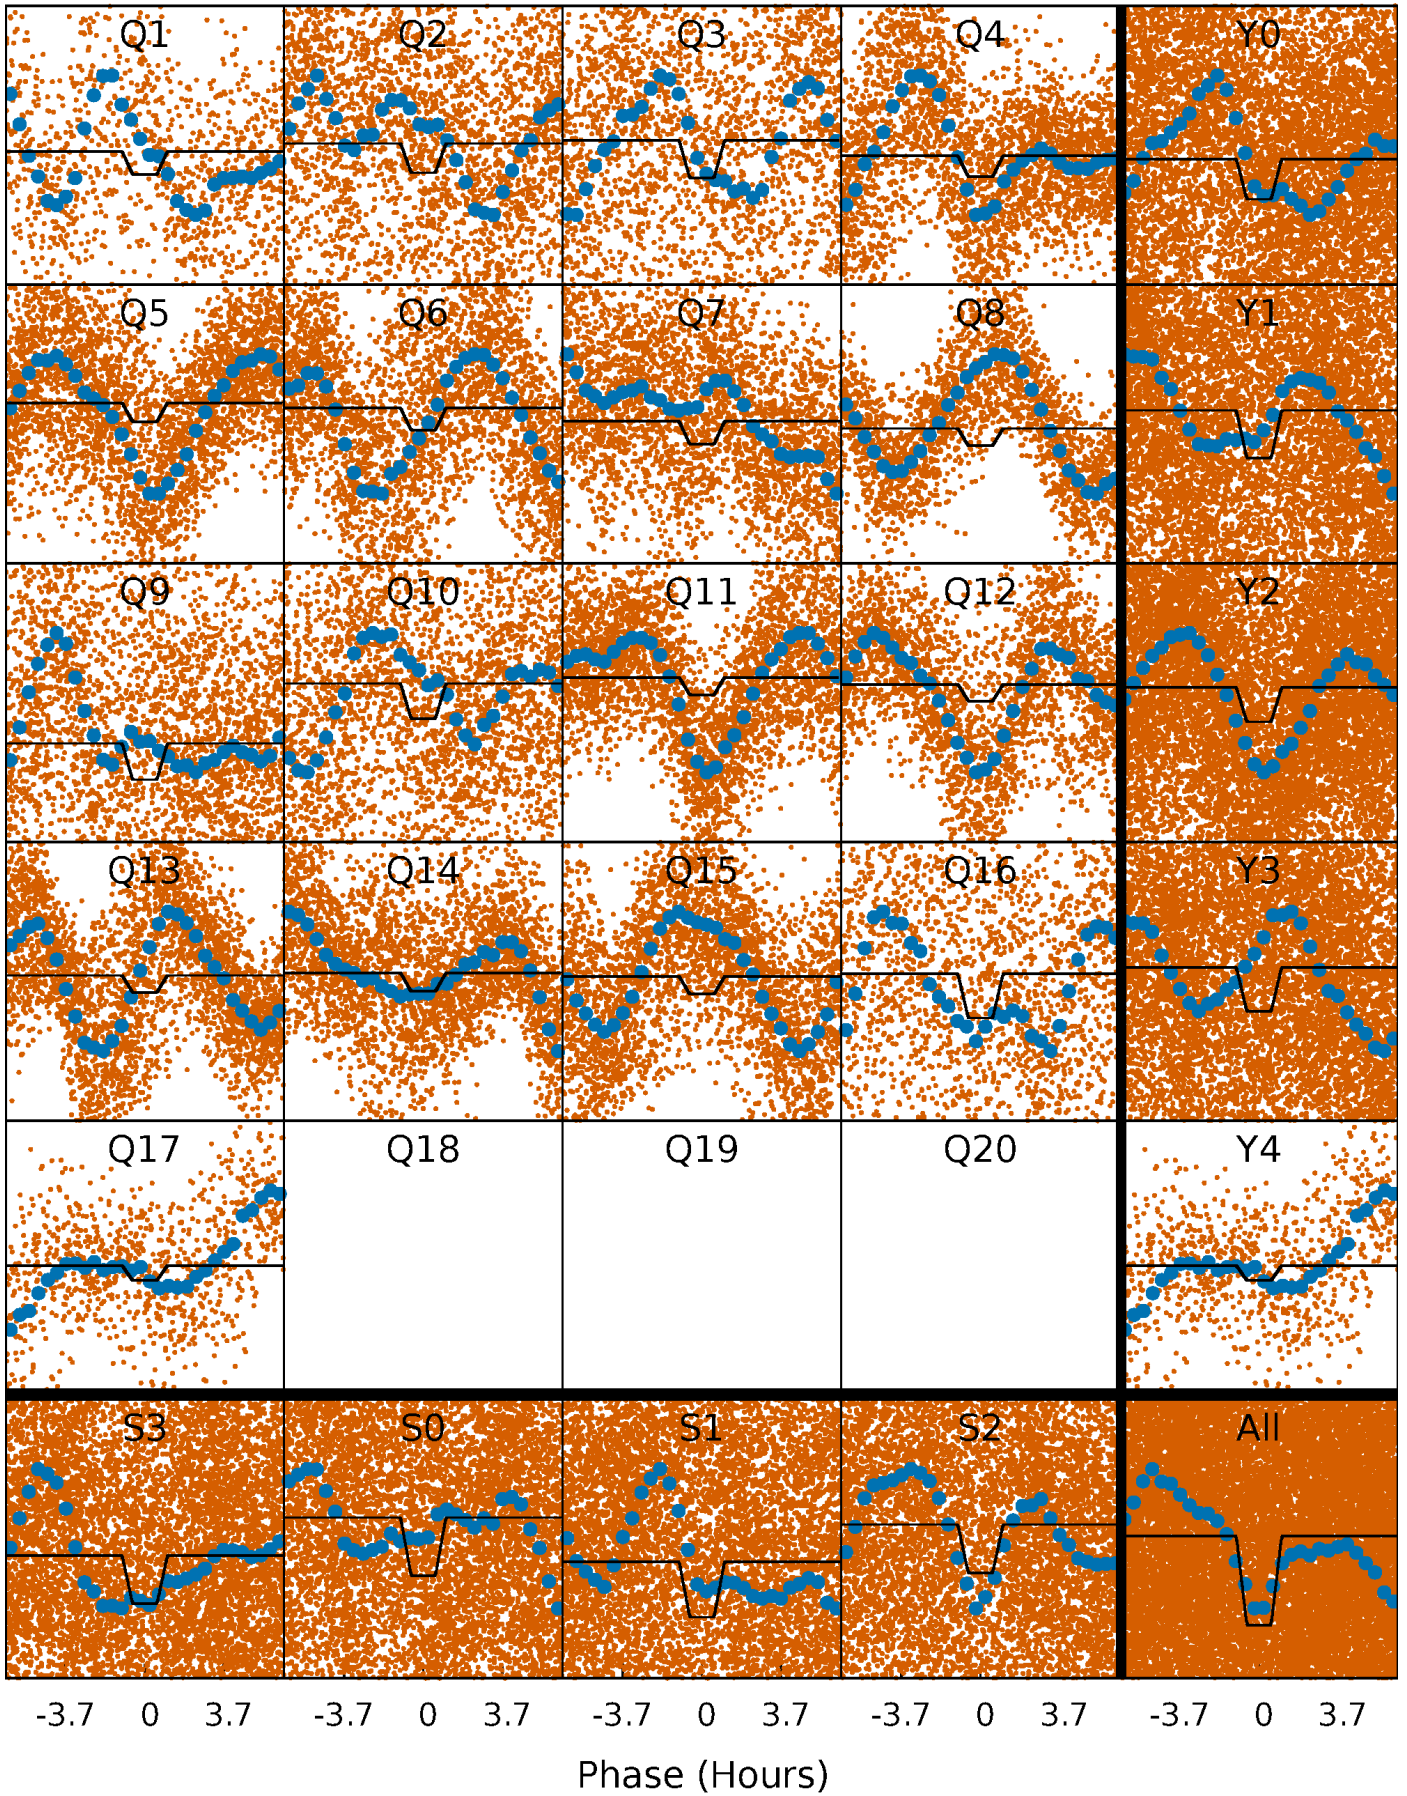 Q1 Q2 Q3 Q4 Y0
Q5 Q6 Q7 Q8 Y1
Q9 Q10 Q11 Q12 Y2
Q13 Q14 Q15 Q16 Y3
Q17 Q18 Q19 Q20 Y4
S3 S0 S1 S2 All
-3.7 0 3.7 -3.7 0 3.7 -3.7 0 3.7 -3.7 0 3.7 -3.7 0 3.7
Phase (Hours)